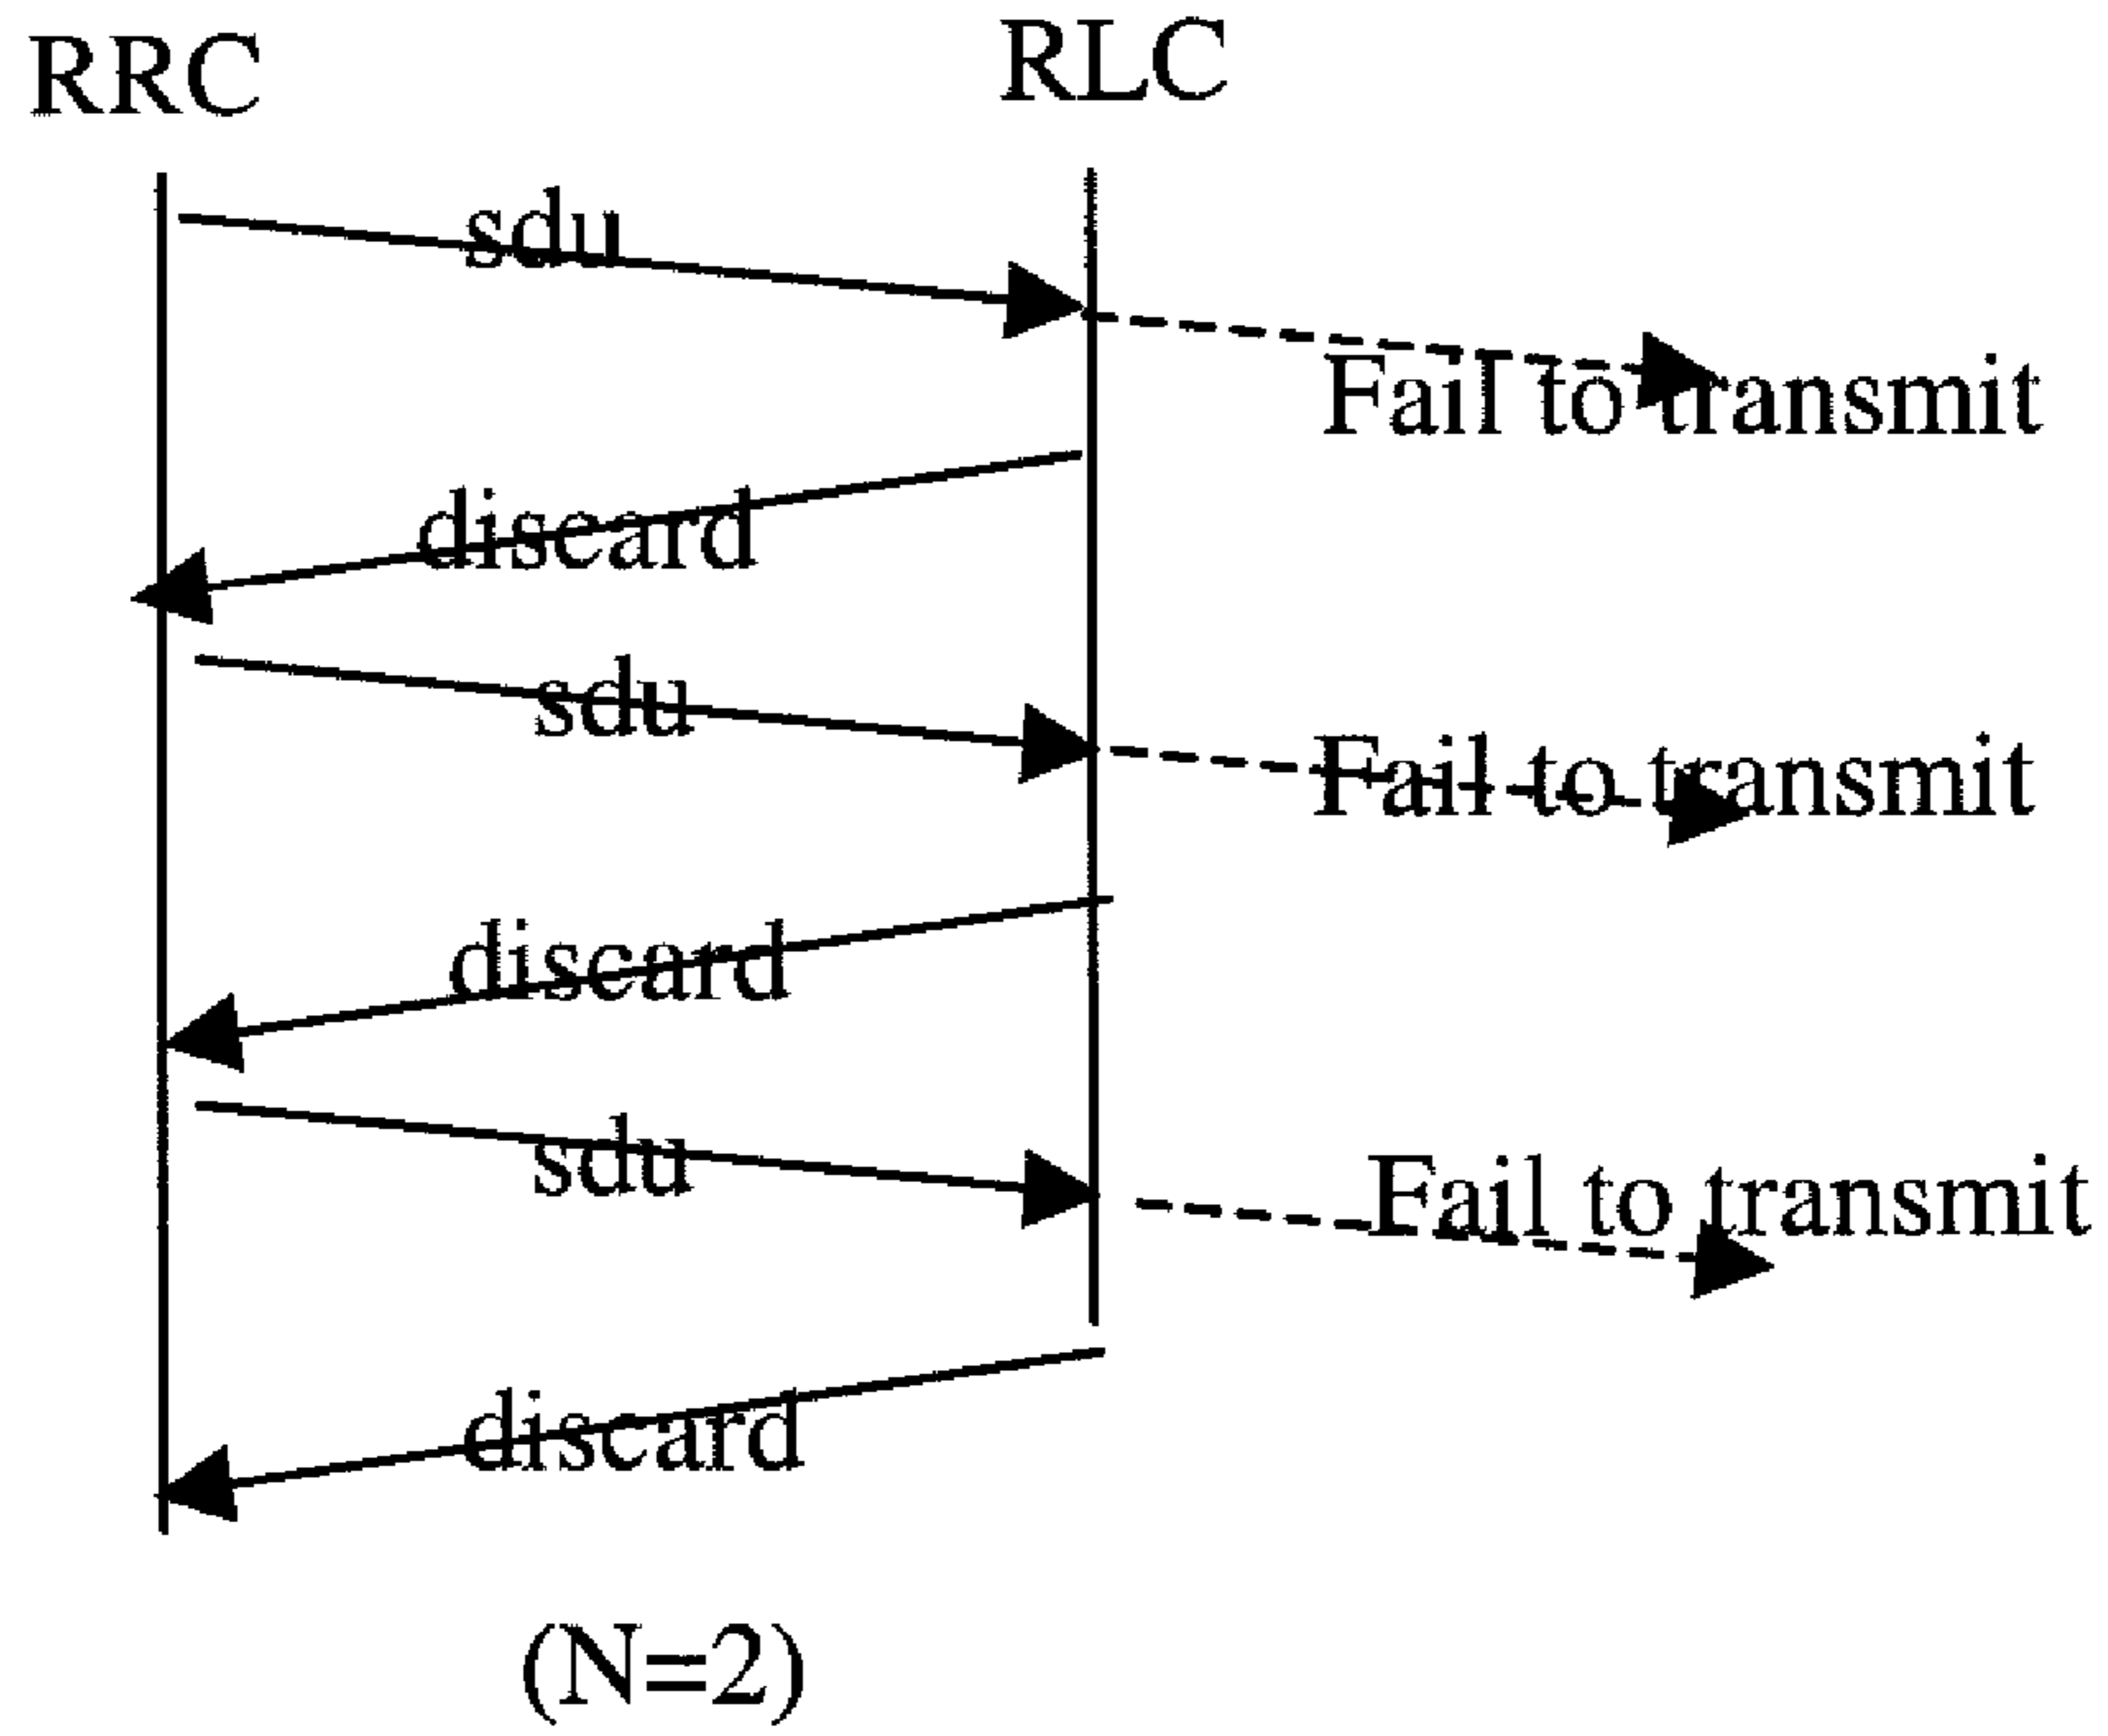 RRC
RLC
sdu
Fail to transmit
discard
sdu
Fail to transmit
discard
sdu
Fail to transmit
discard
(N=2)